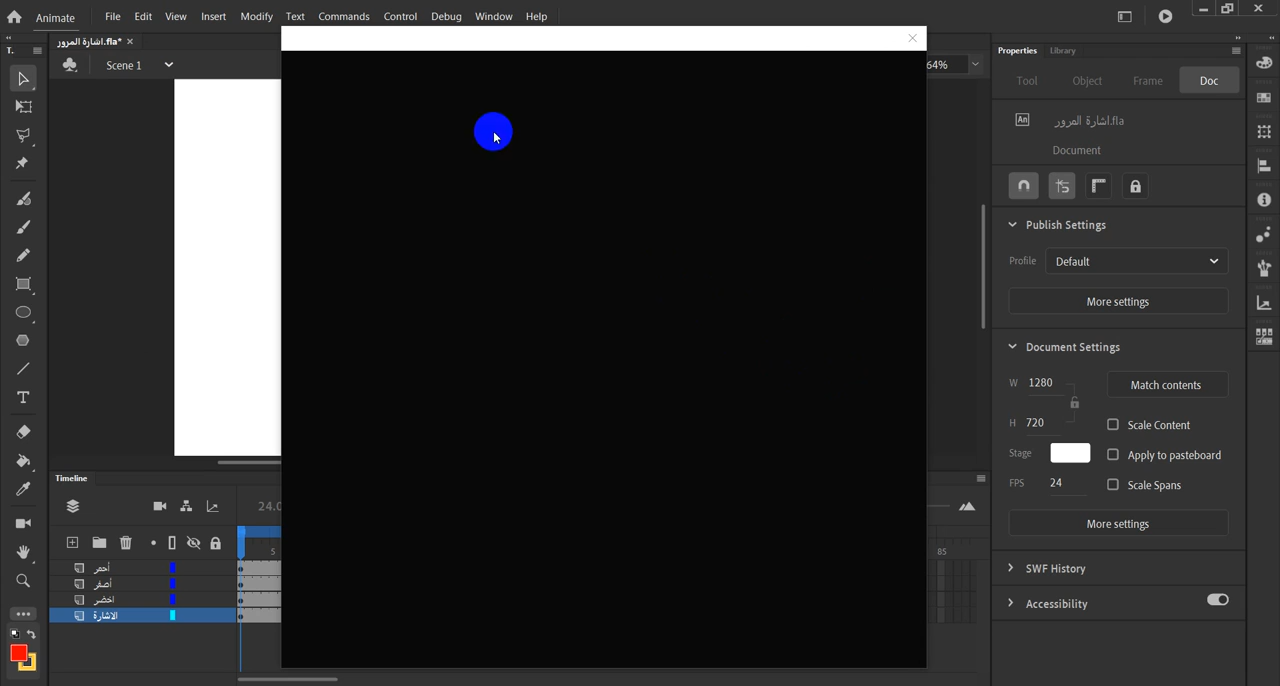 Animate
File Edit View Insert Modify Text Commands Control Debug Window Help
T.
اشارة المرور.fla*
Scene 1
64%
Properties Library
Tool Object Frame Doc
An
اشارة المرور.fla
Document
Publish Settings
Profile Default
More settings
Document Settings
W 1280
Match contents
H 720
Scale Content
Stage
Apply to pasteboard
FPS 24
Scale Spans
More settings
SWF History
Accessibility
Timeline
24.0
5
85
أحمر
أصفر
اخضر
الاشارة
T